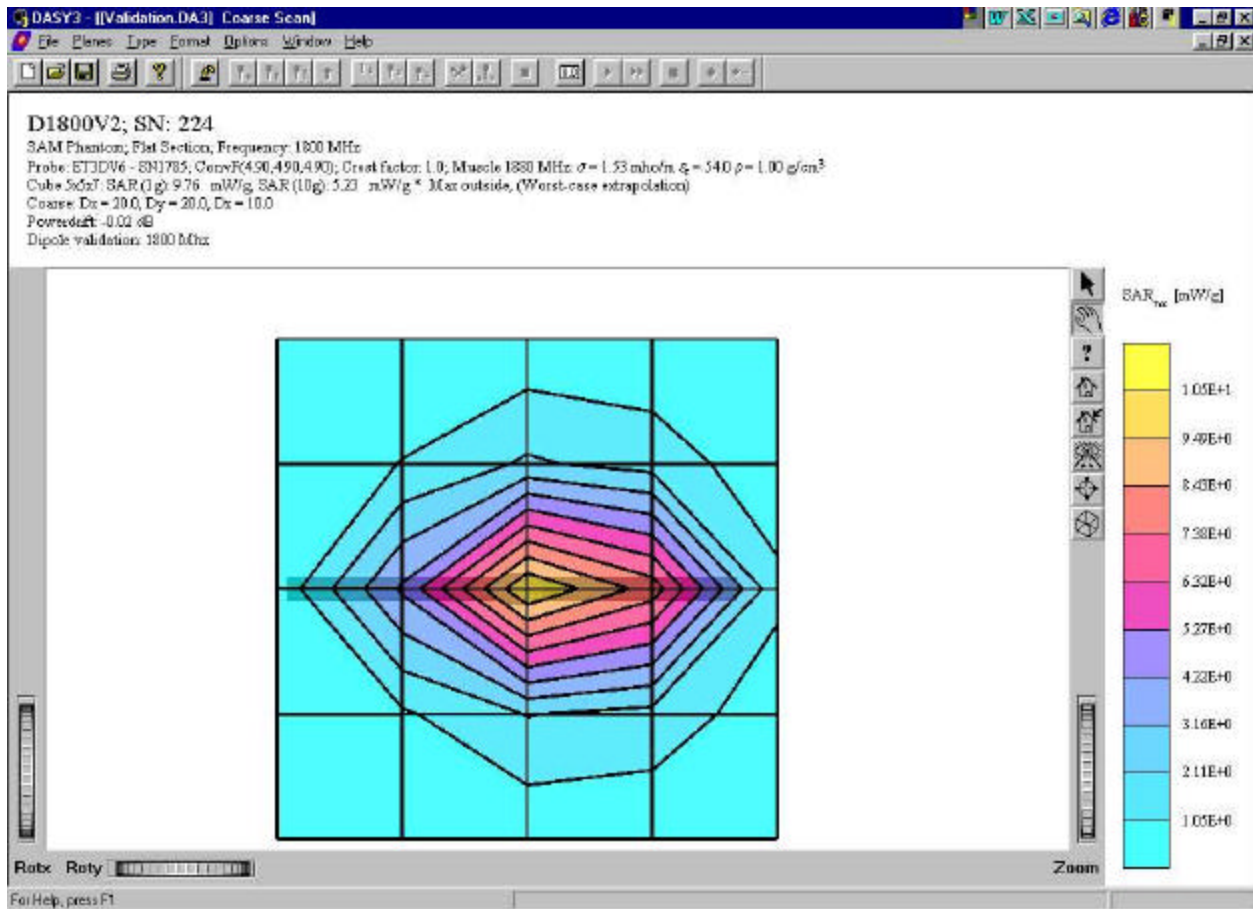 DASY3 - [[Validation.DA3] Coarse Scan]
File Planes Type Format Options Window Help
D1800V2; SN: 224
SAM Phantom; Flat Section; Frequency: 1800 MHz
Probe: ET3DV6 - SN1785; ConvF(4.90,4.90,4.90); Crest factor: 1.0; Muscle 1880 MHz: σ = 1.53 mho/m εr = 54.0 ρ = 1.00 g/cm³
Cube 5x5x7: SAR (1g): 9.76 mW/g, SAR (10g): 5.23 mW/g * Max outside, (Worst-case extrapolation)
Coarse: Dx = 20.0, Dy = 20.0, Dz = 10.0
Powerdrift: -0.02 dB
Dipole validation: 1800 Mhz
SARTot [mW/g]
1.05E+1
9.49E+0
8.43E+0
7.38E+0
6.32E+0
5.27E+0
4.22E+0
3.16E+0
2.11E+0
1.05E+0
Rotx Roty Zoom
For Help, press F1